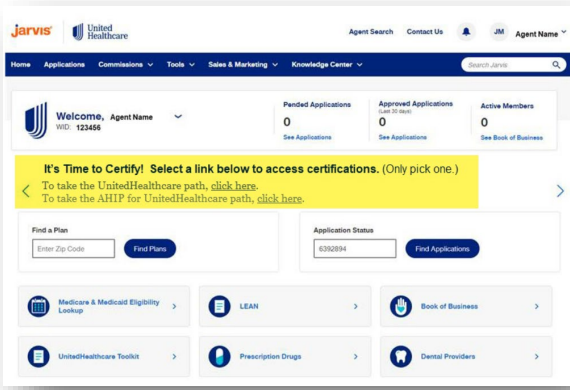 jarvis United Healthcare Agent Search Contact Us JM Agent Name
Home Applications Commissions Tools Sales & Marketing Knowledge Center Search Jarvis
Welcome, Agent Name
WID: 123456
Pended Applications
0
See Applications
Approved Applications
(Last 30 days)
0
See Applications
Active Members
0
See Book of Business
It's Time to Certify! Select a link below to access certifications. (Only pick one.)
To take the UnitedHealthcare path, click here.
To take the AHIP for UnitedHealthcare path, click here.
Find a Plan
Enter Zip Code Find Plans
Application Status
6392894 Find Applications
Medicare & Medicaid Eligibility
Lookup
LEAN
Book of Business
UnitedHealthcare Toolkit
Prescription Drugs
Dental Providers